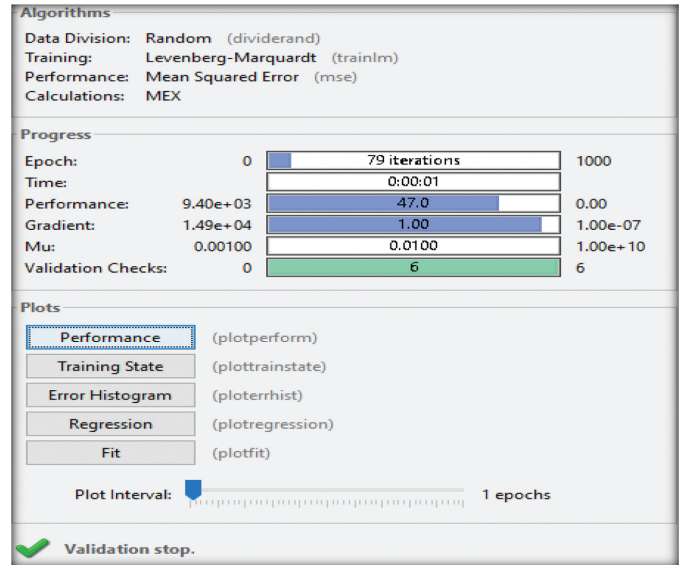 Algorithms
Data Division: Random (dividerand)
Training: Levenberg-Marquardt (trainlm)
Performance: Mean Squared Error (mse)
Calculations: MEX
Progress
Epoch: 0 79 iterations 1000
Time: 0:00:01
Performance: 9.40e+03 47.0 0.00
Gradient: 1.49e+04 1.00 1.00e-07
Mu: 0.00100 0.0100 1.00e+10
Validation Checks: 0 6 6
Plots
Performance (plotperform)
Training State (plottrainstate)
Error Histogram (ploterrhist)
Regression (plotregression)
Fit (plotfit)
Plot Interval: 1 epochs
Validation stop.